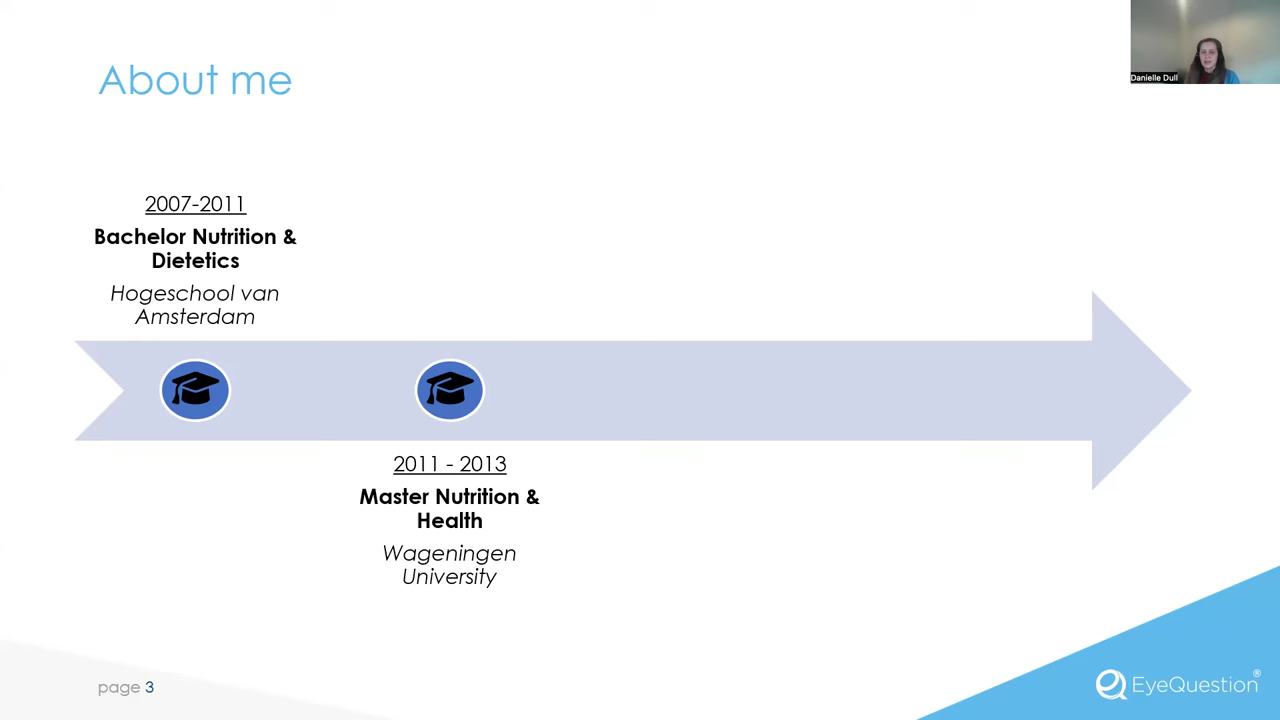 About me
Danielle Dull
2007-2011
Bachelor Nutrition &
Dietetics
Hogeschool van
Amsterdam
2011 - 2013
Master Nutrition &
Health
Wageningen
University
page 3
EyeQuestion®